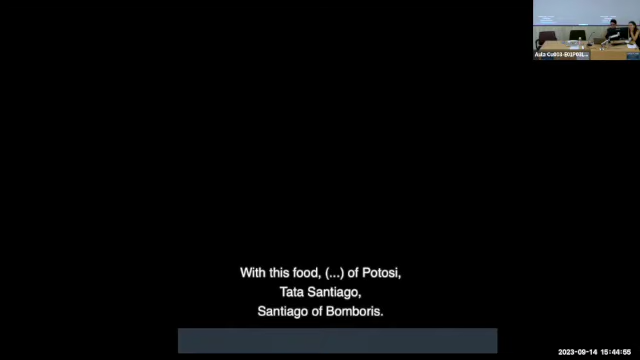 With this food, (...) of Potosi,
Tata Santiago,
Santiago of Bomboris.
2023-09-14 15:44:55